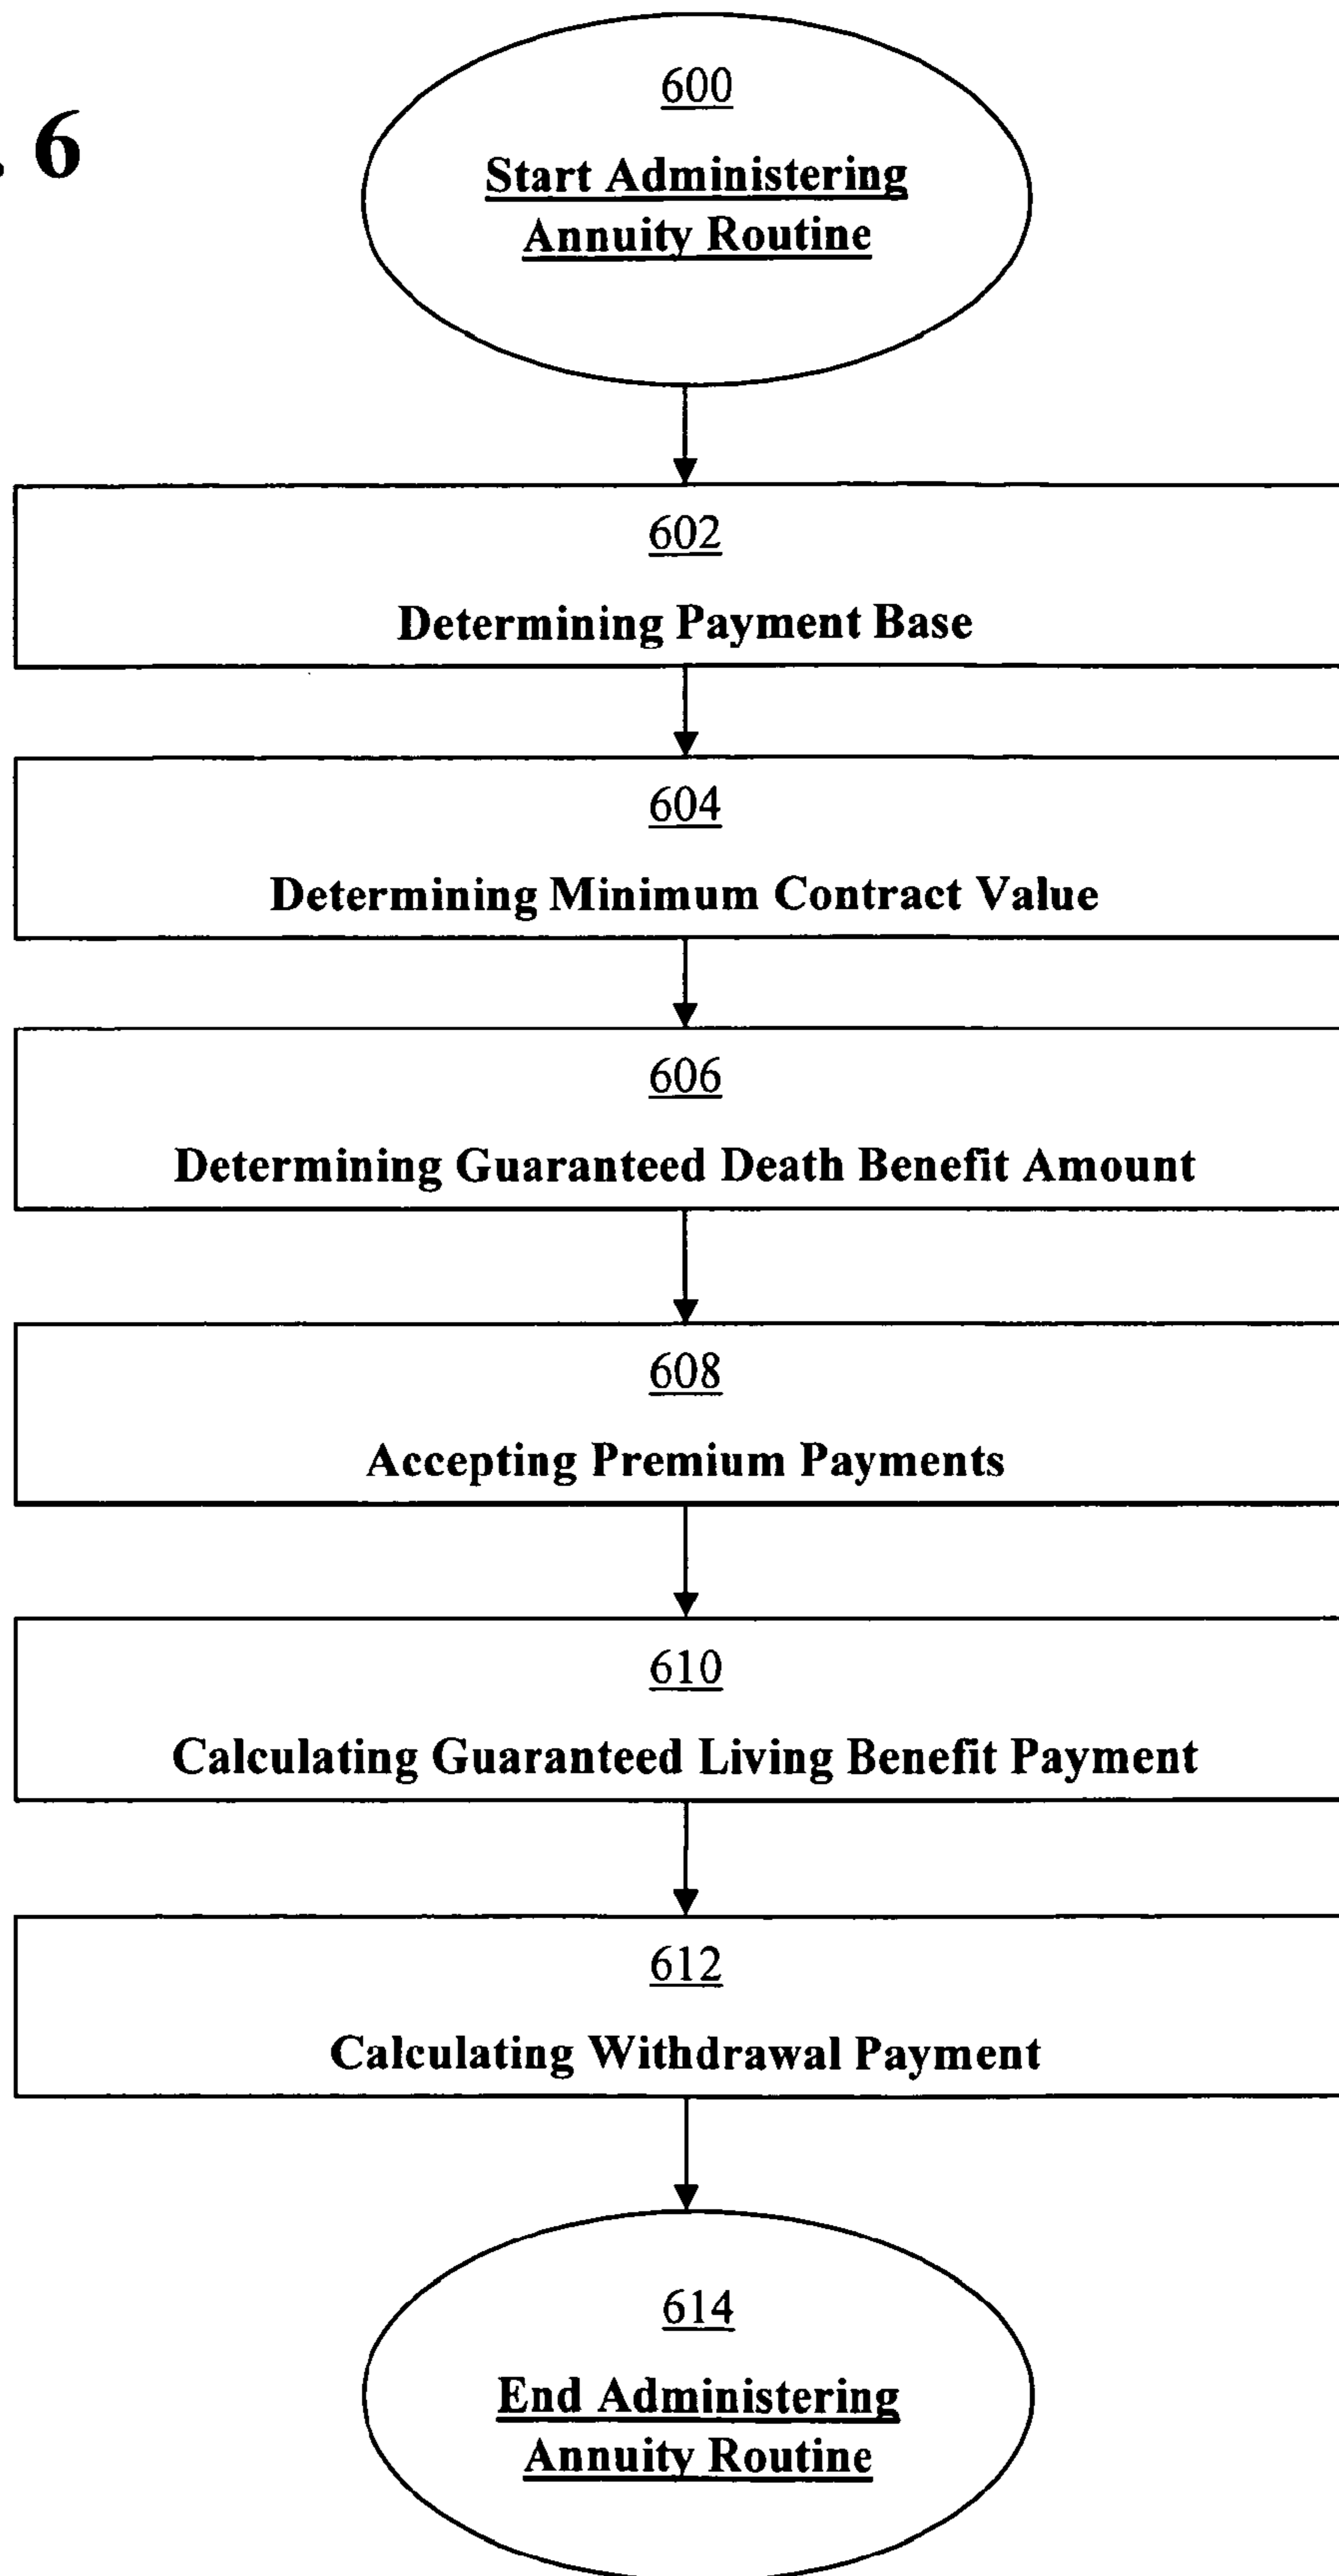 . 6
600
Start Administering
Annuity Routine
602
Determining Payment Base
604
Determining Minimum Contract Value
606
Determining Guaranteed Death Benefit Amount
608
Accepting Premium Payments
610
Calculating Guaranteed Living Benefit Payment
612
Calculating Withdrawal Payment
614
End Administering
Annuity Routine